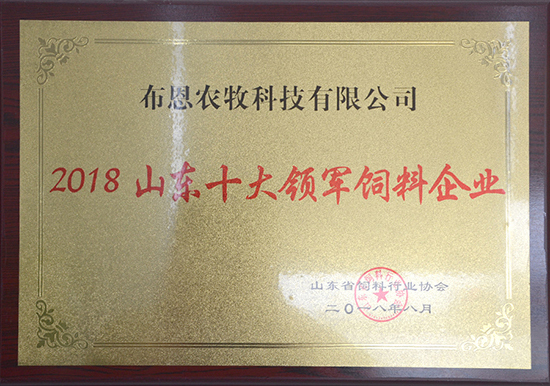 布恩农牧科技有限公司
2018 山东十大领军饲料企业
山东省饲料行业协会
二〇一八年八月